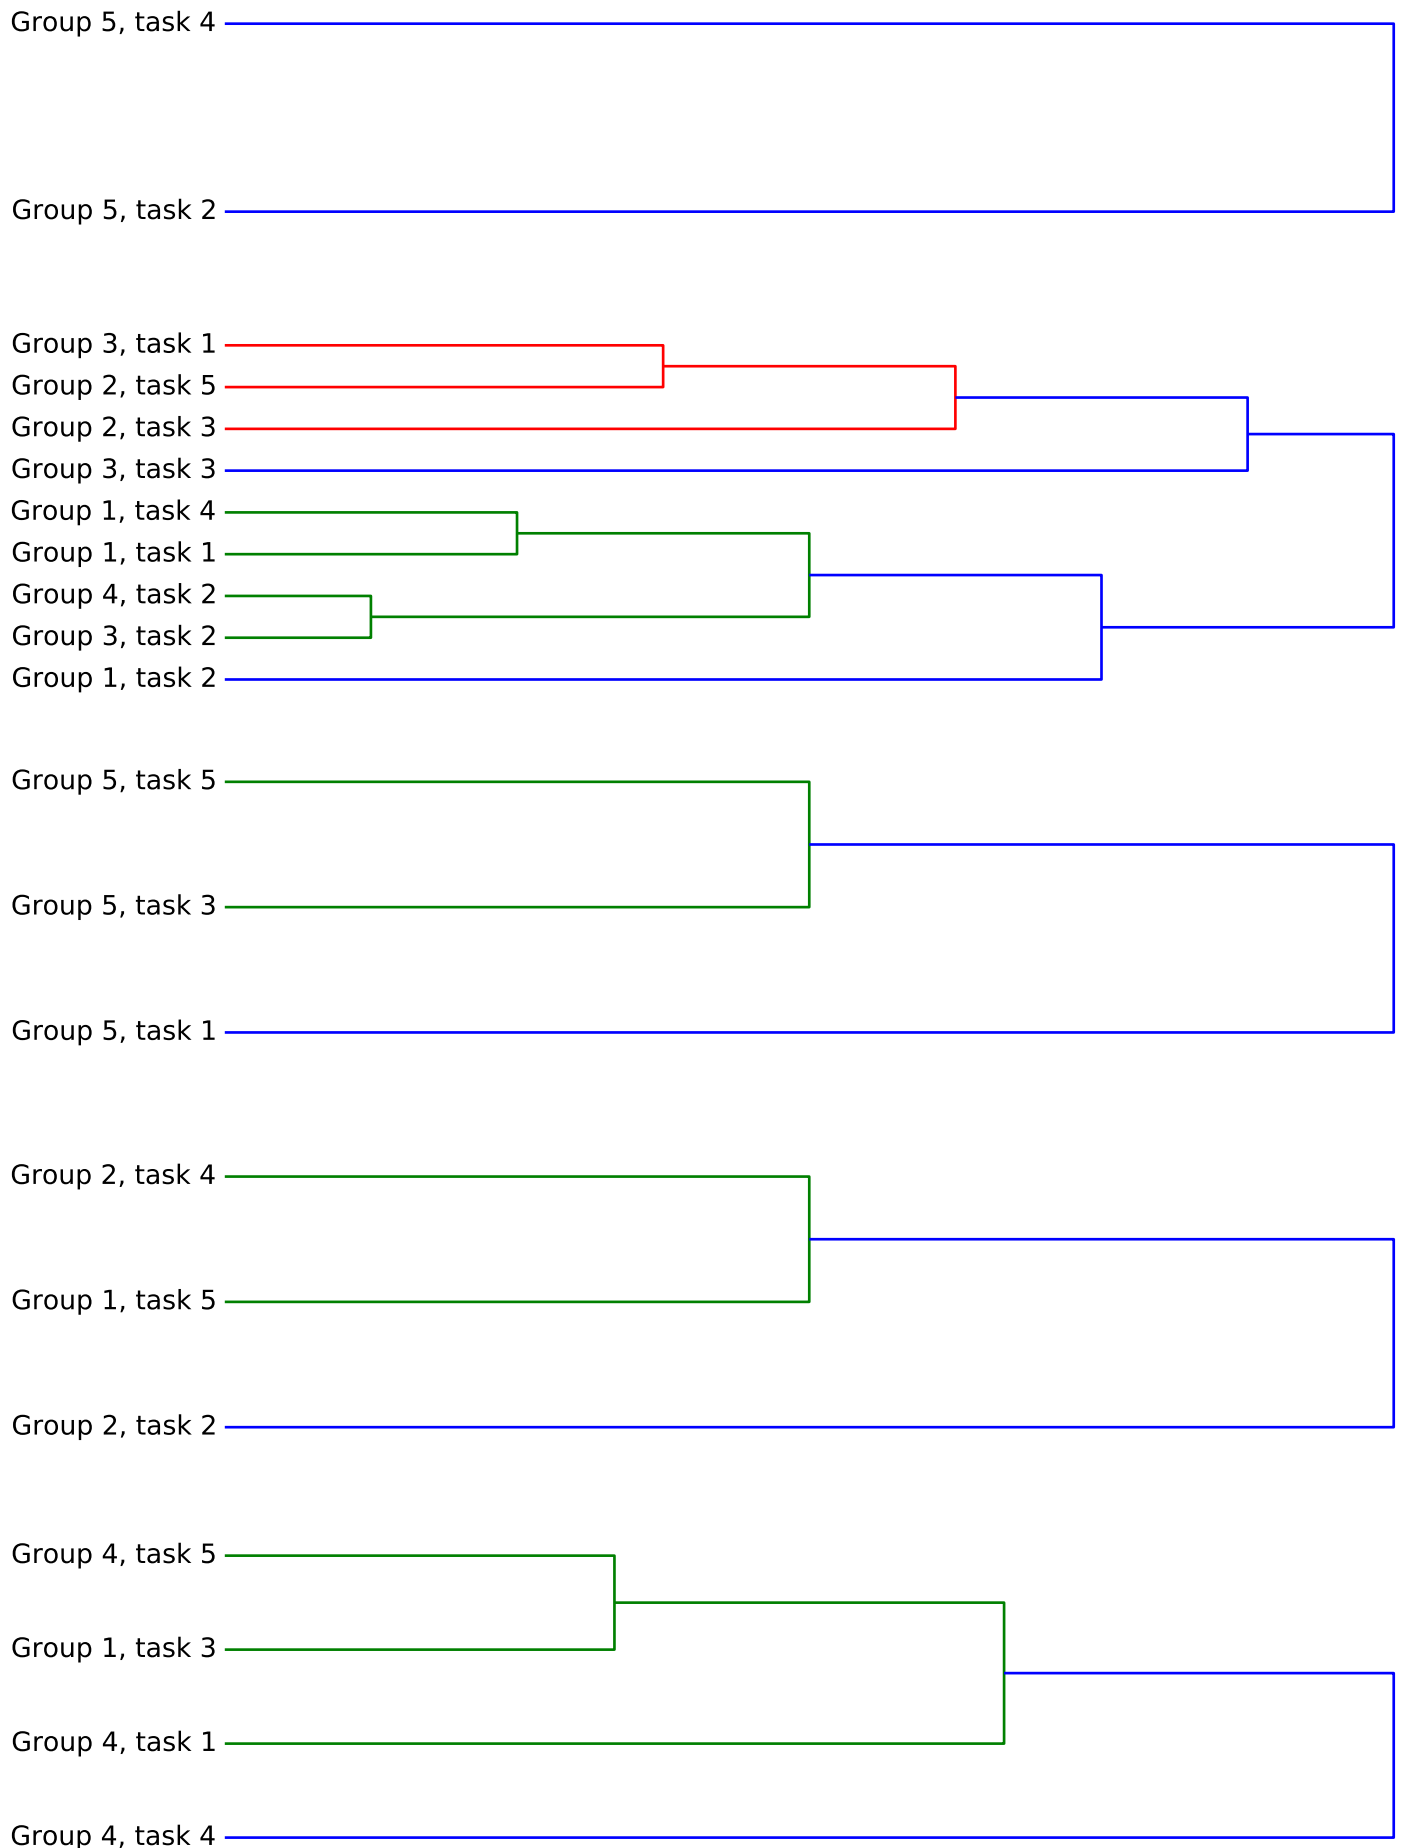 Group 5, task 4
Group 5, task 2
Group 3, task 1
Group 2, task 5
Group 2, task 3
Group 3, task 3
Group 1, task 4
Group 1, task 1
Group 4, task 2
Group 3, task 2
Group 1, task 2
Group 5, task 5
Group 5, task 3
Group 5, task 1
Group 2, task 4
Group 1, task 5
Group 2, task 2
Group 4, task 5
Group 1, task 3
Group 4, task 1
Group 4, task 4